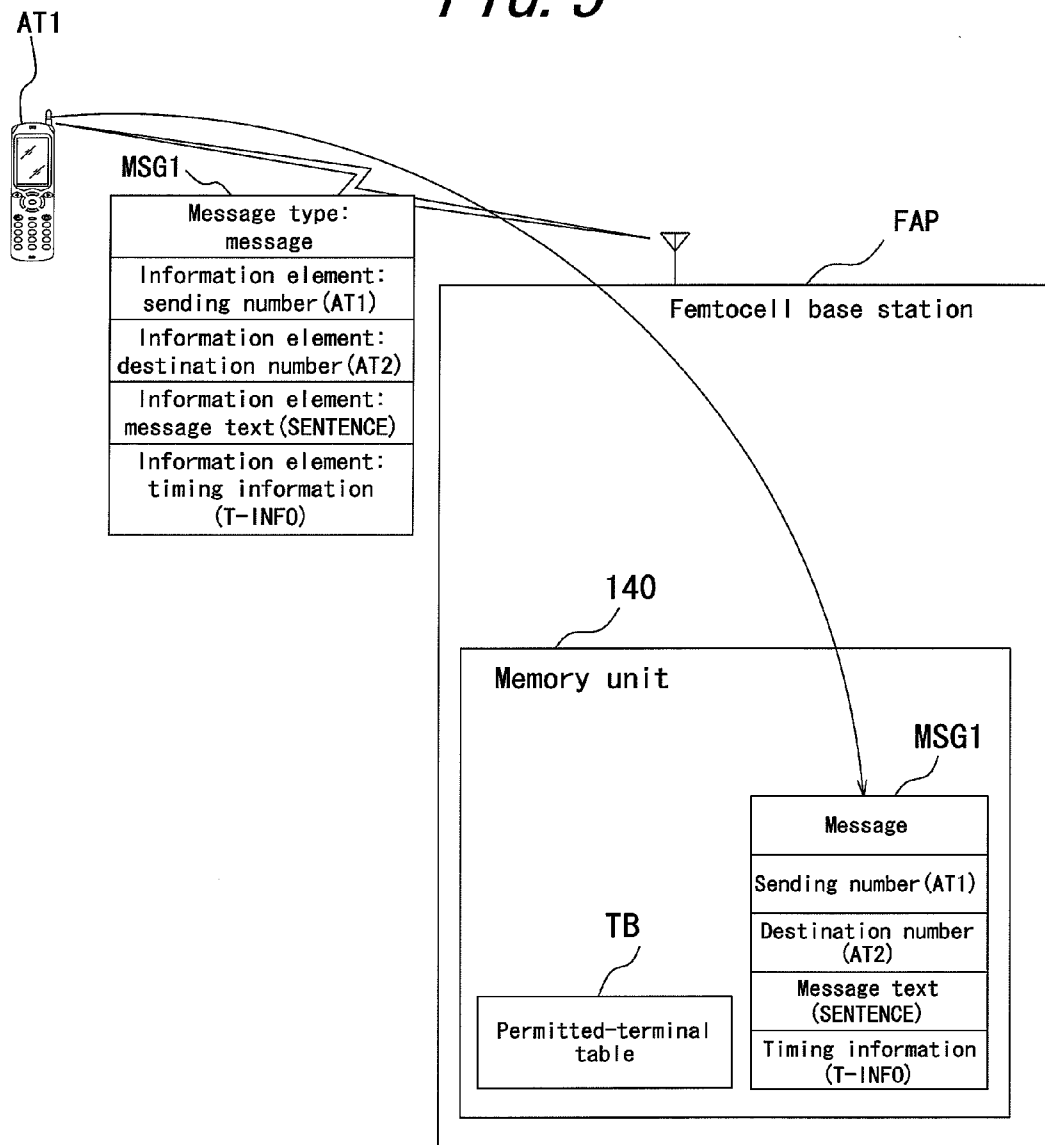 AT1
MSG1
Message type:
message
Information element:
sending number(AT1)
Information element:
destination number(AT2)
Information element:
message text(SENTENCE)
Information element:
timing information
(T-INFO)
FAP
Femtocell base station
140
Memory unit
MSG1
Message
Sending number(AT1)
Destination number
(AT2)
Message text
(SENTENCE)
Timing information
(T-INFO)
TB
Permitted-terminal
table